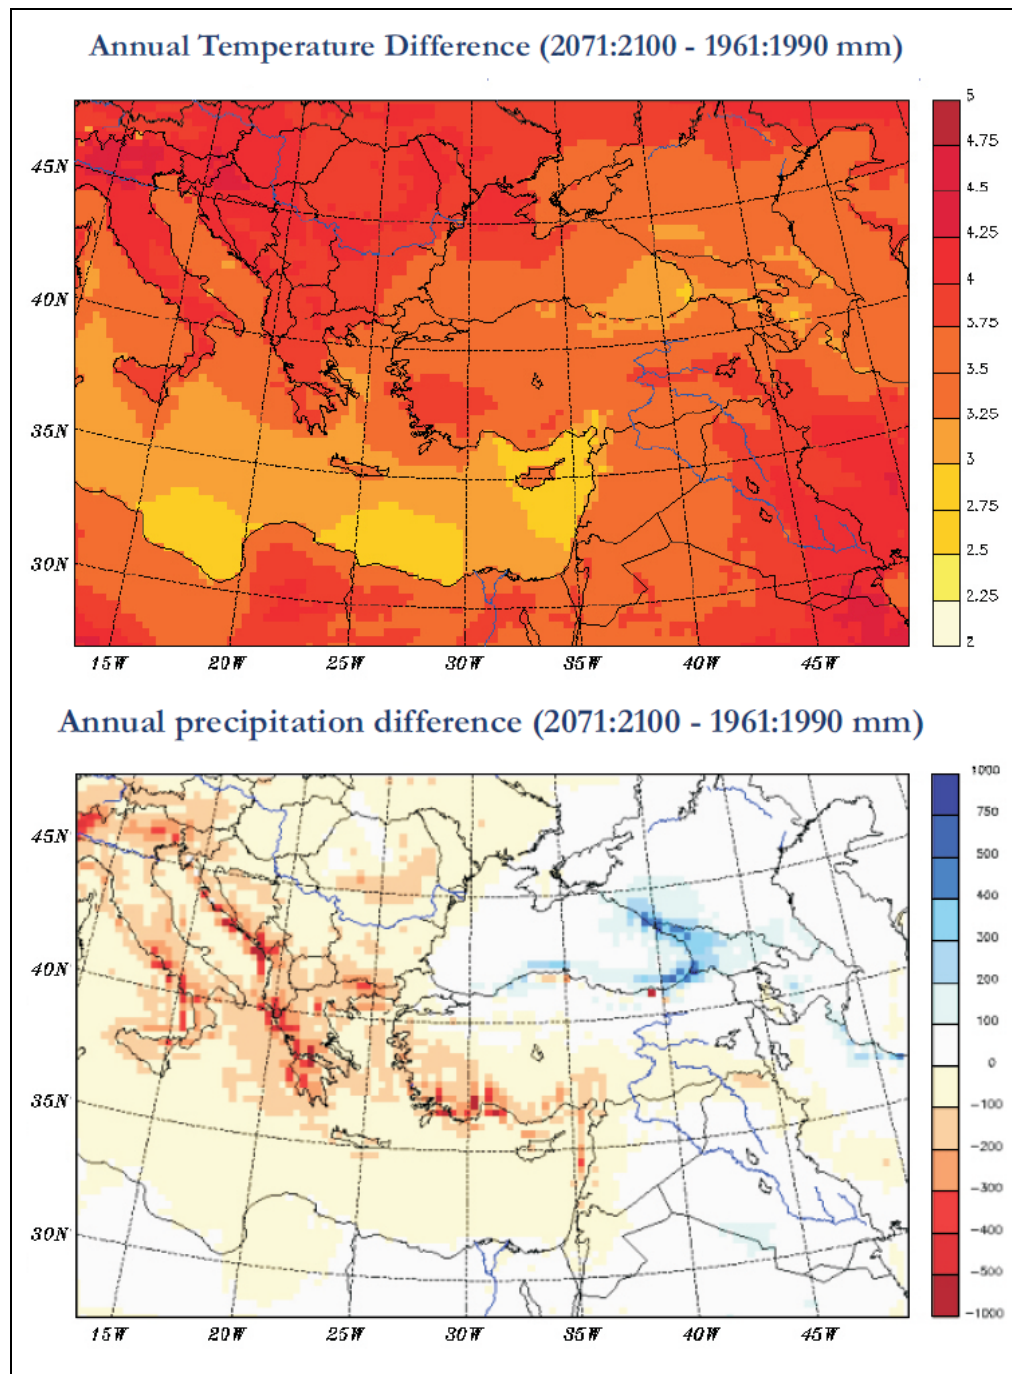 Annual Temperature Difference (2071:2100 - 1961:1990 mm)
45N
40N
35N
30N
15W 20W 25W 30W 35W 40W 45W
5
4.75
4.5
4.25
4
3.75
3.5
3.25
3
2.75
2.5
2.25
2
Annual precipitation difference (2071:2100 - 1961:1990 mm)
45N
40N
35N
30N
15W 20W 25W 30W 35W 40W 45W
1000
750
500
400
300
200
100
0
-100
-200
-300
-400
-500
-1000